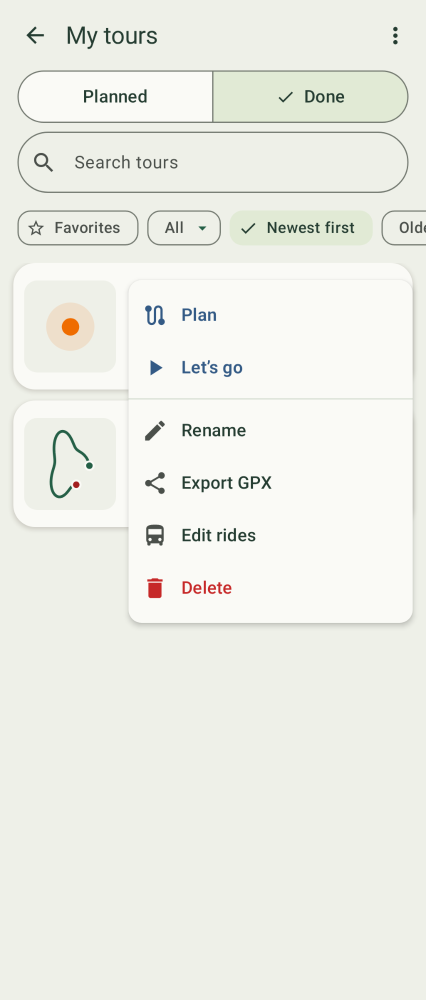 My tours
Planned
Done
Search tours
Favorites
All
Newest first
Plan
Let's go
Rename
Export GPX
Edit rides
Delete